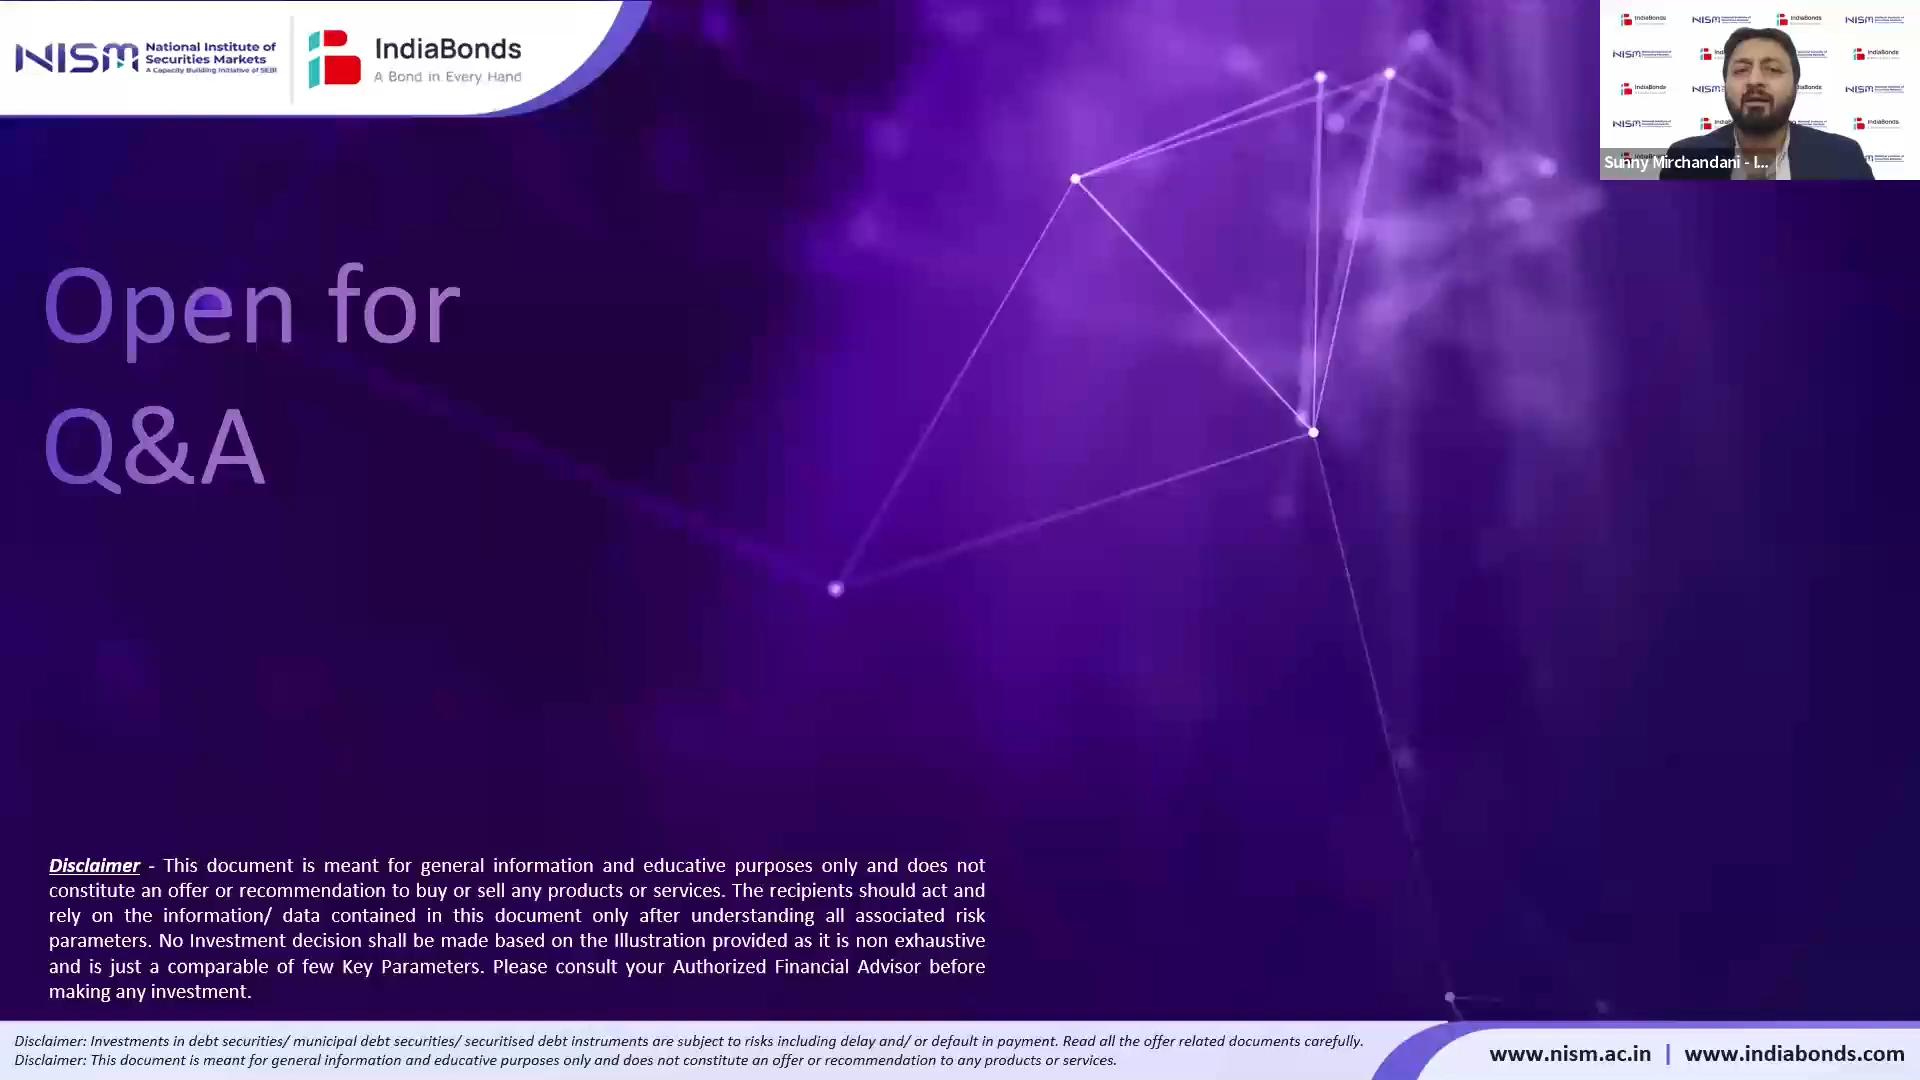 NISM
National Institute of
Securities Markets
A Capacity Building Initiative of SEBI
IndiaBonds
A Bond in Every Hand
IndiaBonds
NISM
IndiaBonds
NISM
Sunny Mirchandani - I...
Open for
Q&A
Disclaimer - This document is meant for general information and educative purposes only and does not
constitute an offer or recommendation to buy or sell any products or services. The recipients should act and
rely on the information/ data contained in this document only after understanding all associated risk
parameters. No Investment decision shall be made based on the Illustration provided as it is non exhaustive
and is just a comparable of few Key Parameters. Please consult your Authorized Financial Advisor before
making any investment.
Disclaimer: Investments in debt securities/ municipal debt securities/ securitised debt instruments are subject to risks including delay and/ or default in payment. Read all the offer related documents carefully.
Disclaimer: This document is meant for general information and educative purposes only and does not constitute an offer or recommendation to any products or services.
www.nism.ac.in | www.indiabonds.com